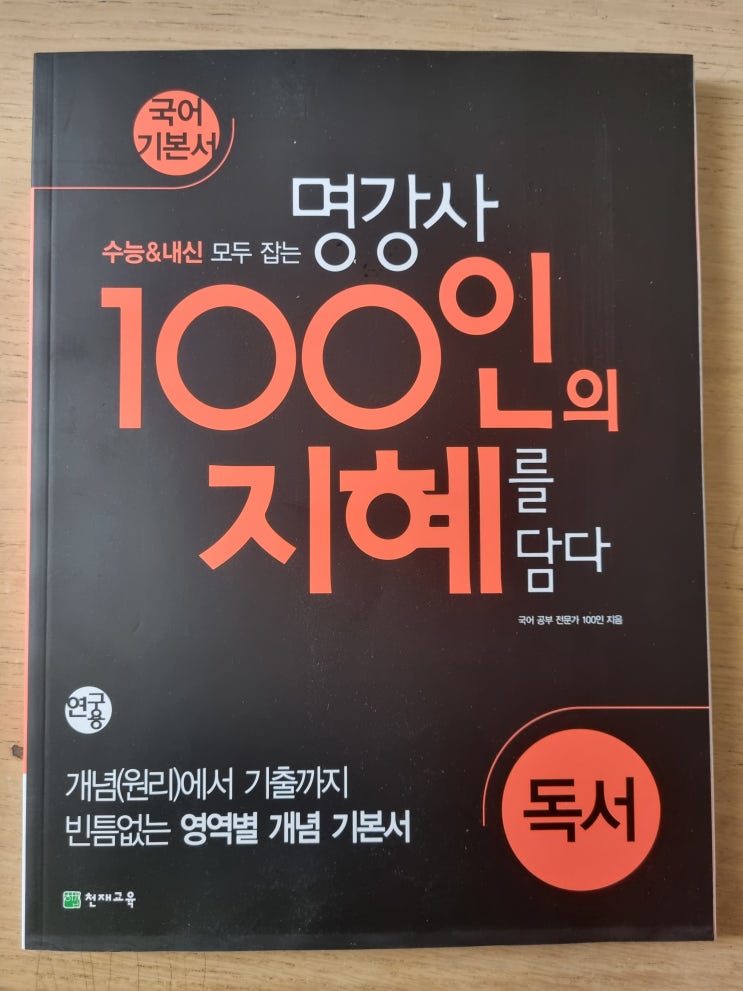 국어
기본서
명강사
수능&내신 모두 잡는
100인의
지혜를
담다
국어 공부 전문가 100인 지음
연구용
개념(원리)에서 기출까지
빈틈없는 영역별 개념 기본서
독서
천재교육